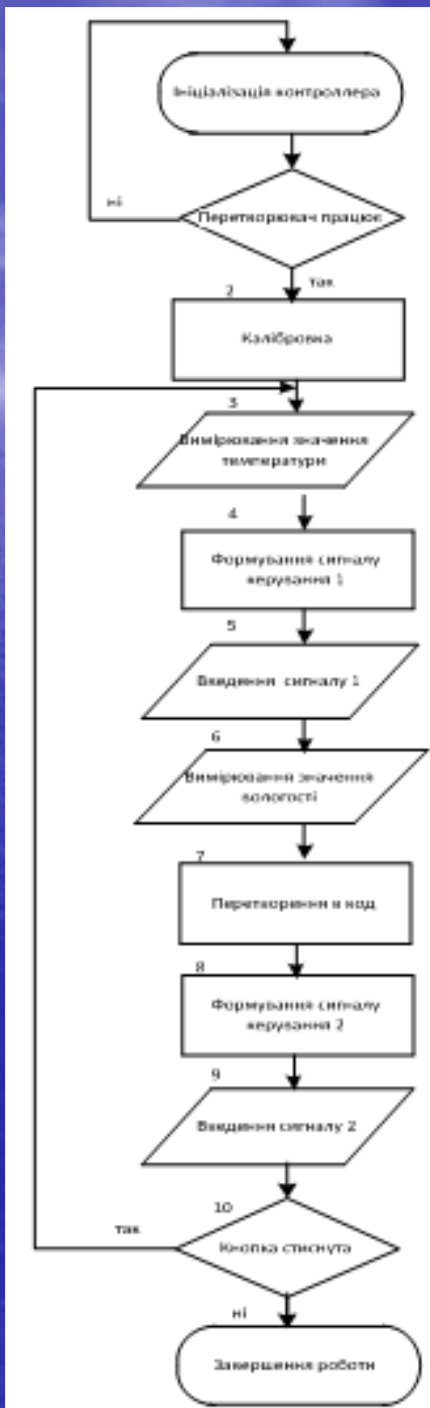 Ініціалізація контроллера
ні
Перетворювач працює
так
2
Калібровка
3
Вимірювання значення
температури
4
Формування сигналу
керування 1
5
Введення сигналу 1
6
Вимірювання значення
вологості
7
Перетворення в код
8
Формування сигналу
керування 2
9
Введення сигналу 2
10
так
Кнопка стиснута
ні
Завершення роботи